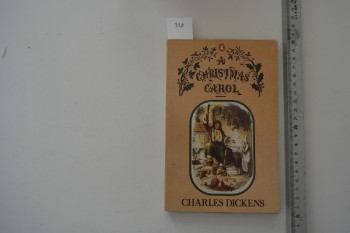 A
CHRISTMAS
CAROL
CHARLES DICKENS